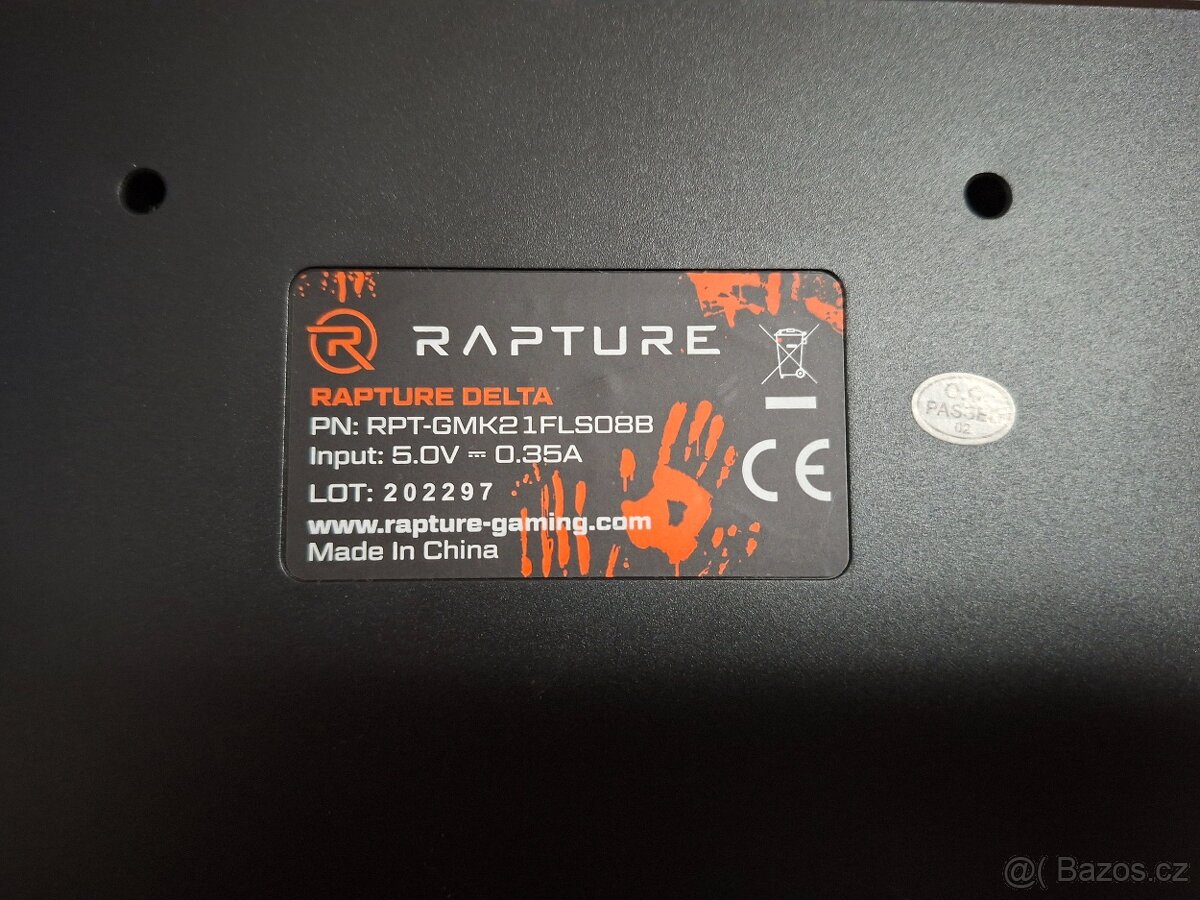 R RAPTURE
RAPTURE DELTA
PN: RPT-GMK21FLS08B
Input: 5.0V ⎓ 0.35A
LOT: 202297
www.rapture-gaming.com
Made In China
CE
Q.C.
PASSED
02
@( Bazos.cz